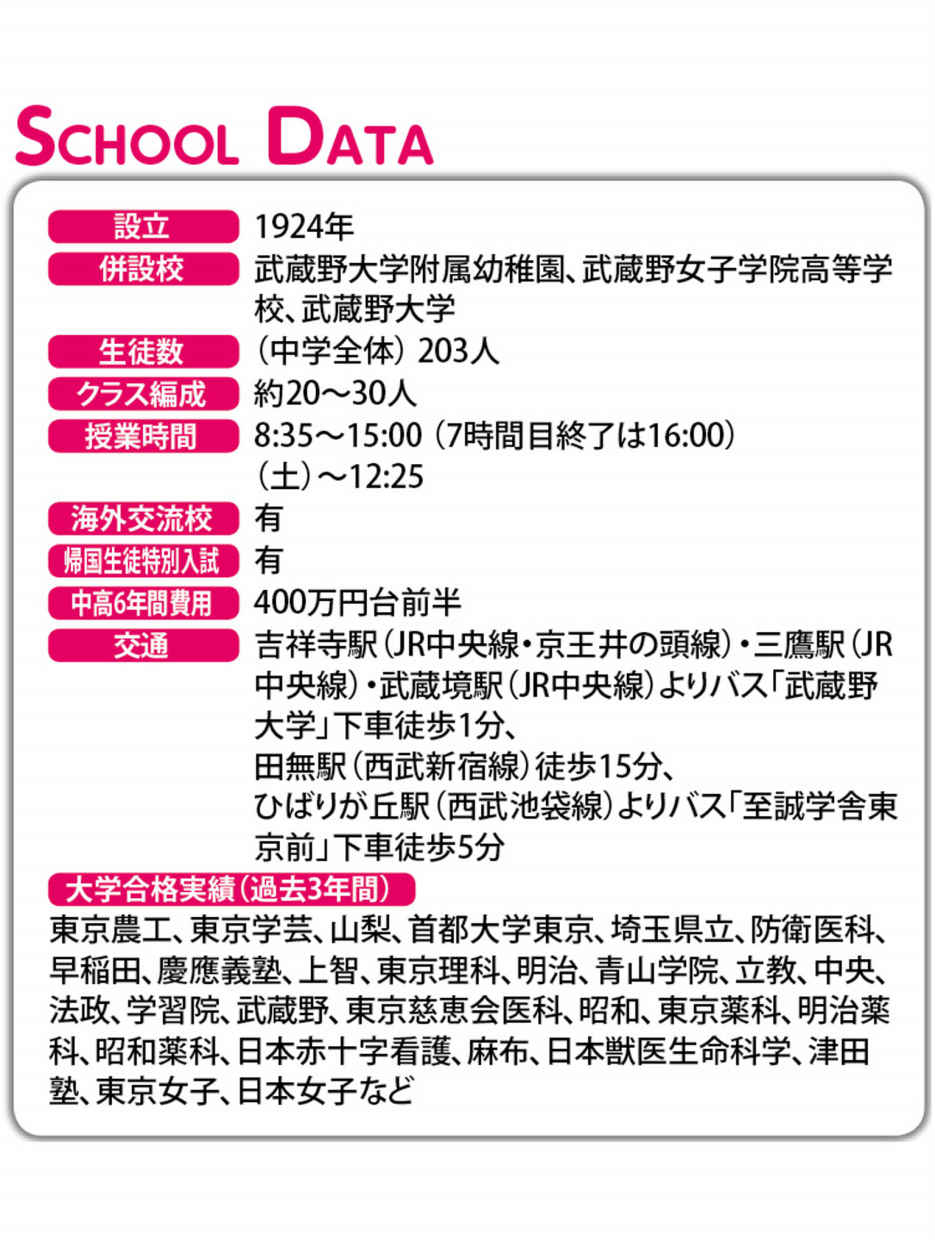 SCHOOL DATA
設立 1924年
併設校 武蔵野大学附属幼稚園、武蔵野女子学院高等学
校、武蔵野大学
生徒数 （中学全体） 203人
クラス編成 約20〜30人
授業時間 8:35〜15:00（7時間目終了は16:00）
（土）〜12:25
海外交流校 有
帰国生徒特別入試 有
中高6年間費用 400万円台前半
交通 吉祥寺駅（JR中央線・京王井の頭線）・三鷹駅（JR
中央線）・武蔵境駅（JR中央線）よりバス「武蔵野
大学」下車徒歩1分、
田無駅（西武新宿線）徒歩15分、
ひばりが丘駅（西武池袋線）よりバス「至誠学舎東
京前」下車徒歩5分
大学合格実績（過去3年間）
東京農工、東京学芸、山梨、首都大学東京、埼玉県立、防衛医科、
早稲田、慶應義塾、上智、東京理科、明治、青山学院、立教、中央、
法政、学習院、武蔵野、東京慈恵会医科、昭和、東京薬科、明治薬
科、昭和薬科、日本赤十字看護、麻布、日本獣医生命科学、津田
塾、東京女子、日本女子など